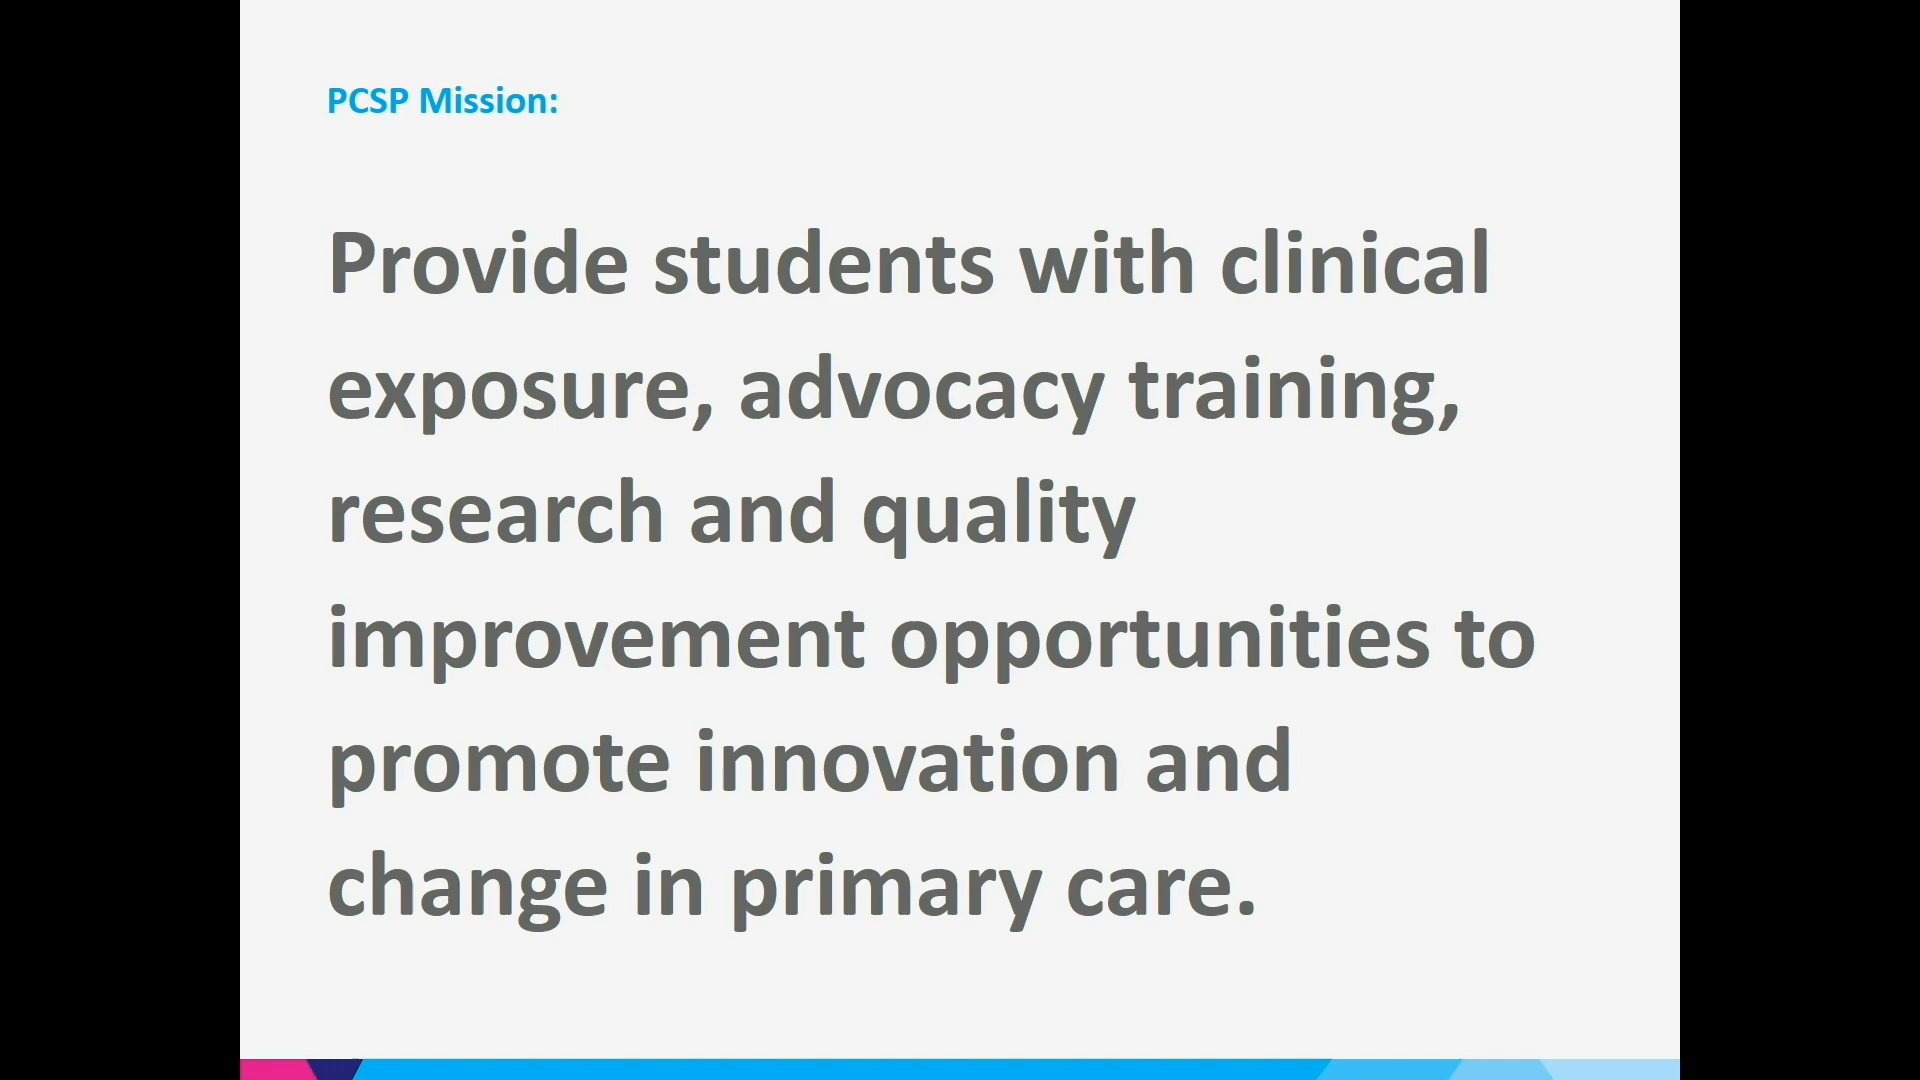 PCSP Mission:
Provide students with clinical
exposure, advocacy training,
research and quality
improvement opportunities to
promote innovation and
change in primary care.